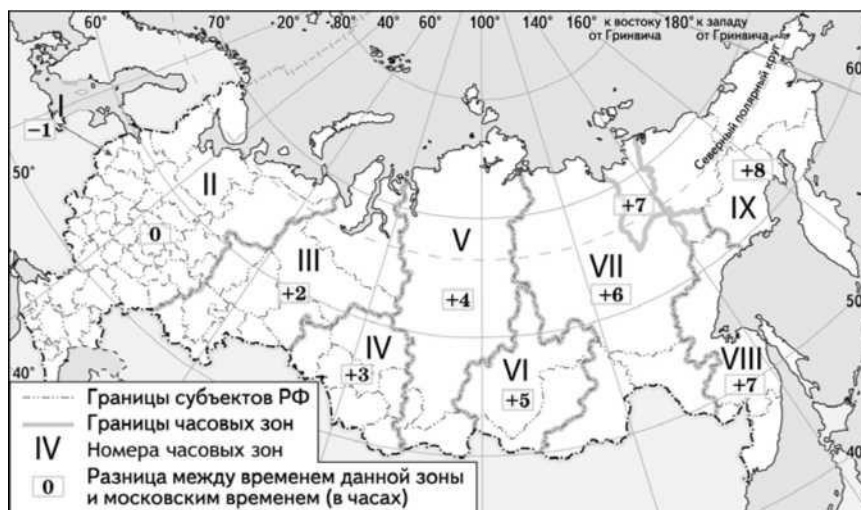 60° 20° 80° 40° 60° 100° 140° 160° к востоку 180° к западу
от Гринвича от Гринвича
60°
Северный полярный круг
I
–1
50°
II
0
III
+2
IV
+3
V
+4
VI
+5
VII
+6
+7
+8
IX
VIII
+7
50°
40°
40
Границы субъектов РФ
Границы часовых зон
IV Номера часовых зон
0 Разница между временем данной зоны
и московским временем (в часах)